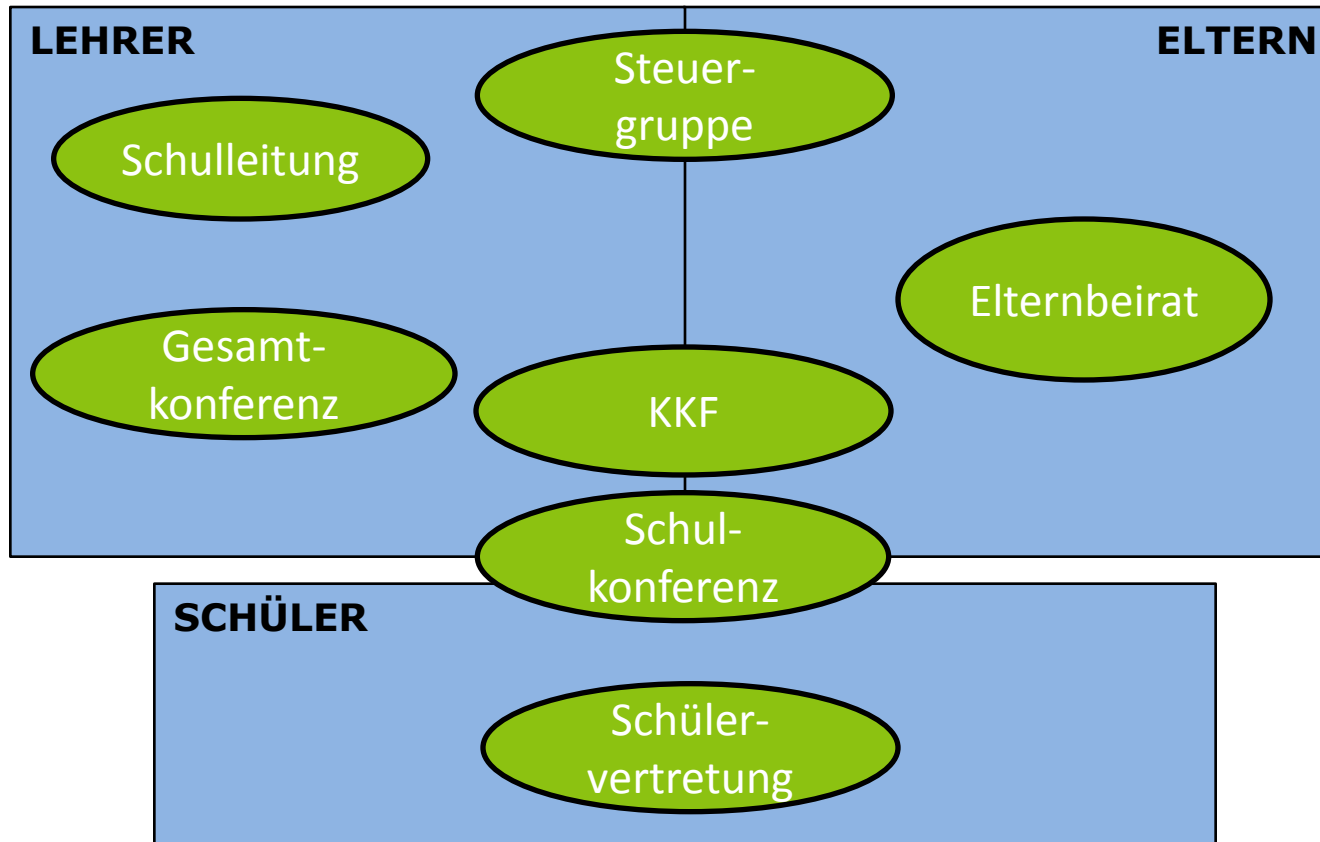 LEHRER
ELTERN
Steuer-
gruppe
Schulleitung
Elternbeirat
Gesamt-
konferenz
KKF
Schul-
konferenz
SCHÜLER
Schüler-
vertretung